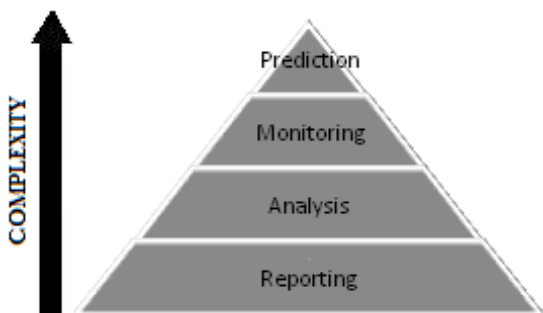 COMPLEXITY
Prediction
Monitoring
Analysis
Reporting